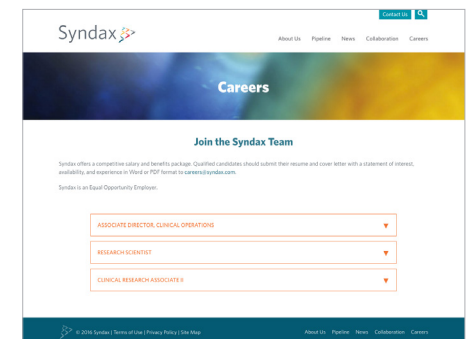 Contact Us
Syndax
About Us Pipeline News Collaboration Careers
Careers
Join the Syndax Team
Syndax offers a competitive salary and benefits package. Qualified candidates should submit their resume and cover letter with a statement of interest,
availability, and experience in Word or PDF format to careers@syndax.com.
Syndax is an Equal Opportunity Employer.
ASSOCIATE DIRECTOR, CLINICAL OPERATIONS
RESEARCH SCIENTIST
CLINICAL RESEARCH ASSOCIATE II
© 2016 Syndax | Terms of Use | Privacy Policy | Site Map
About Us Pipeline News Collaboration Careers